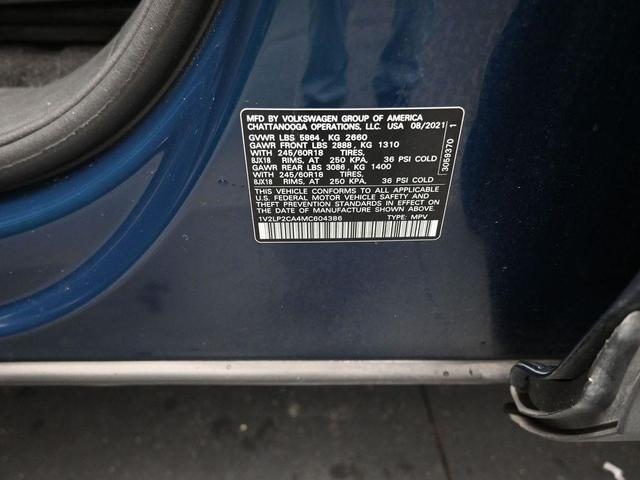 MFD BY VOLKSWAGEN GROUP OF AMERICA
CHATTANOOGA OPERATIONS, LLC. USA 08/2021
GVWR LBS 5864, KG 2660
GAWR FRONT LBS 2888, KG 1310
WITH 245/60R18 TIRES,
8JX18 RIMS, AT 250 KPA, 36 PSI COLD
GAWR REAR LBS 3086, KG 1400
WITH 245/60R18 TIRES,
8JX18 RIMS, AT 250 KPA, 36 PSI COLD
THIS VEHICLE CONFORMS TO ALL APPLICABLE
U.S. FEDERAL MOTOR VEHICLE SAFETY AND
THEFT PREVENTION STANDARDS IN EFFECT ON
THE DATE OF MANUFACTURE SHOWN ABOVE
1V2LP2CA4MC604386 TYPE: MPV
3059370 1